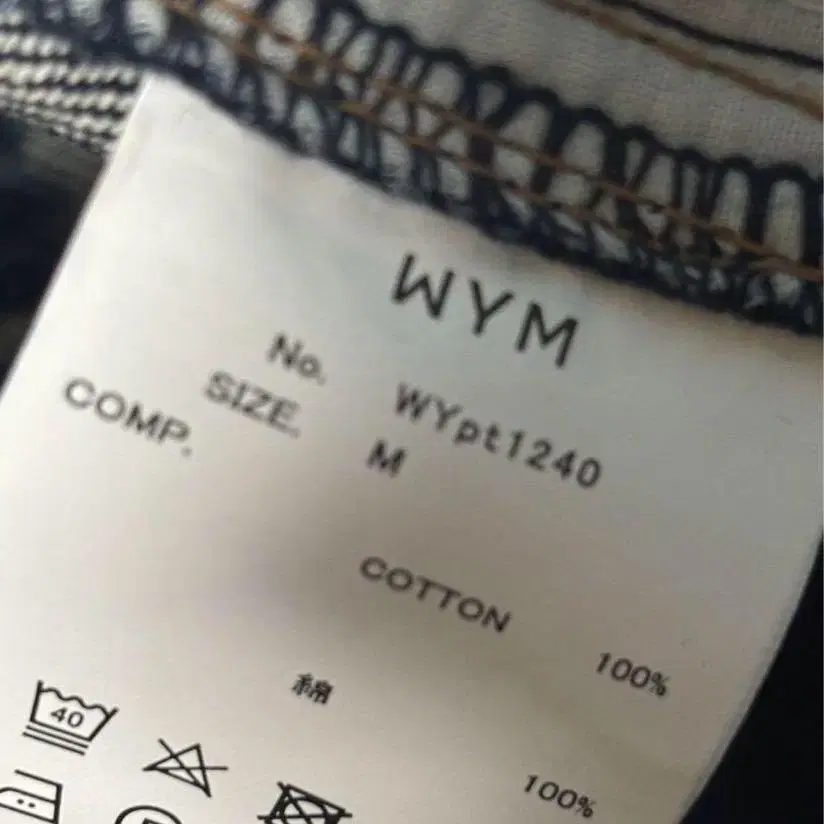 WYM
No. WYpt1240
SIZE. M
COMP.
COTTON 100%
綿 100%
40